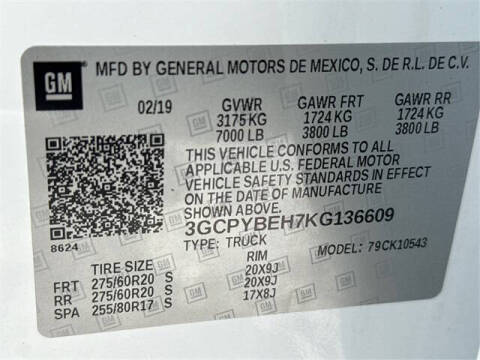 GM MFD BY GENERAL MOTORS DE MEXICO, S. DE R.L. DE C.V.
02/19 GVWR GAWR FRT GAWR RR
3175 KG 1724 KG 1724 KG
7000 LB 3800 LB 3800 LB
THIS VEHICLE CONFORMS TO ALL
APPLICABLE U.S. FEDERAL MOTOR
VEHICLE SAFETY STANDARDS IN EFFECT
ON THE DATE OF MANUFACTURE SHOWN ABOVE.
3GCPYBEH7KG136609
8624 TYPE: TRUCK MODEL: 79CK10543
TIRE SIZE RIM
FRT 275/60R20 S 20X9J
RR 275/60R20 S 20X9J
SPA 255/80R17 S 17X8J